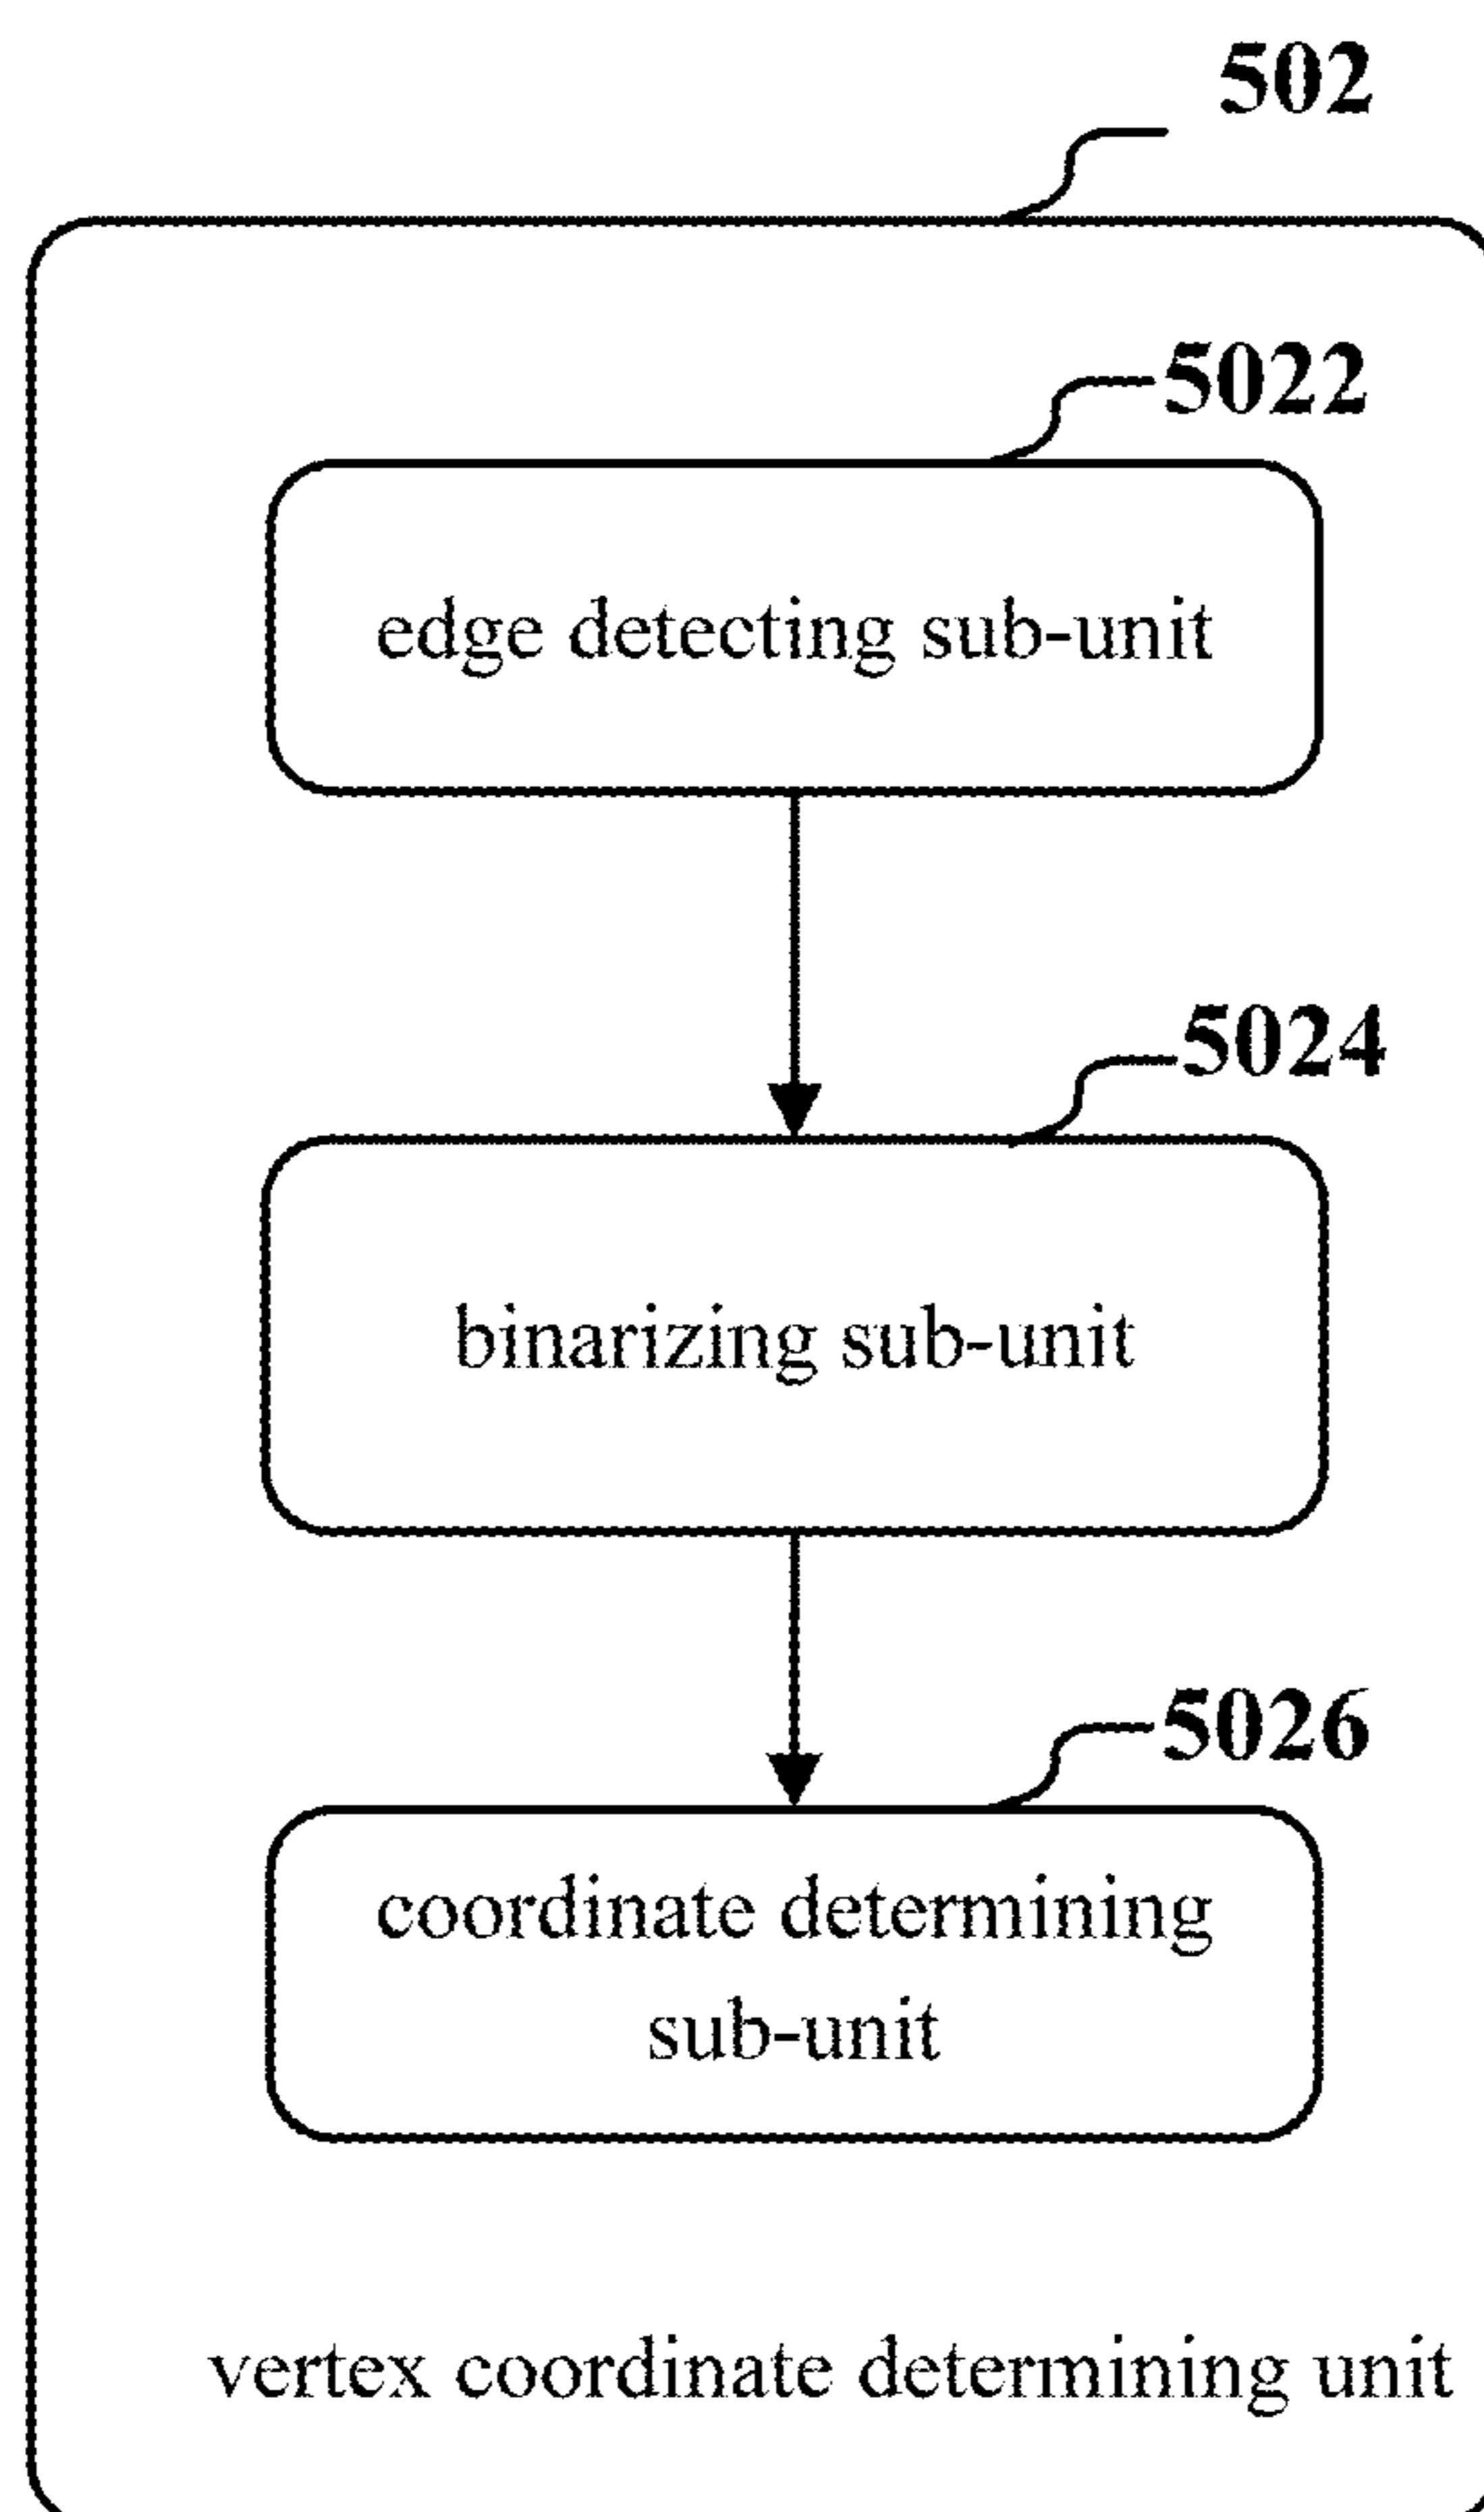 502
5022
edge detecting sub-unit
5024
binarizing sub-unit
5026
coordinate determining
sub-unit
vertex coordinate determining unit